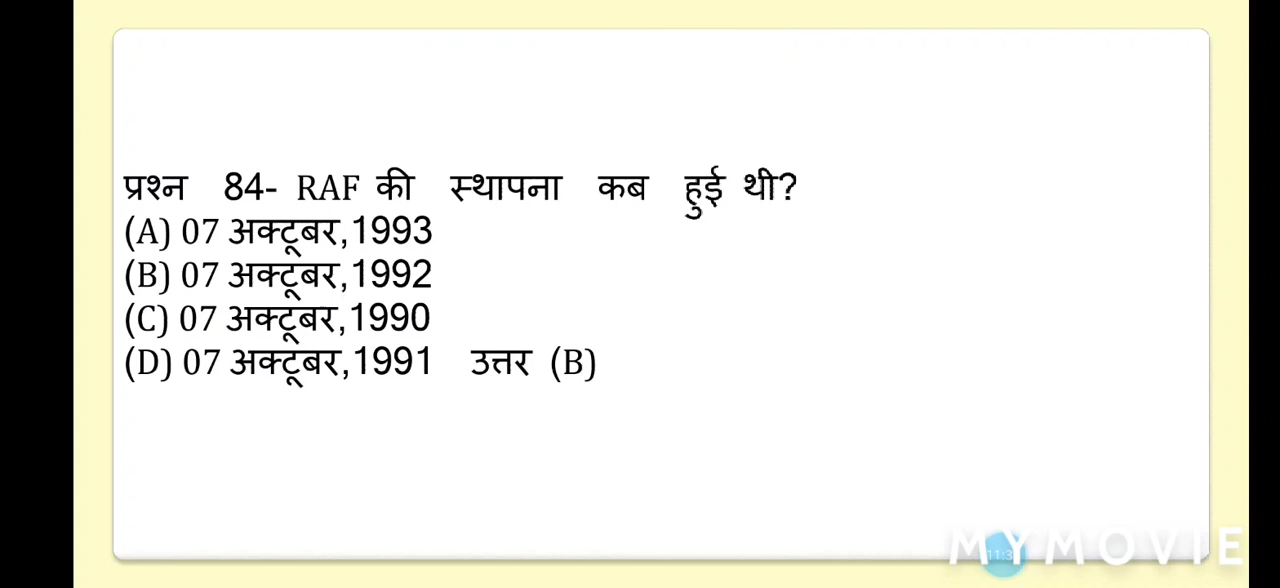 प्रश्न 84- RAF की स्थापना कब हुई थी?
(A) 07 अक्टूबर,1993
(B) 07 अक्टूबर,1992
(C) 07 अक्टूबर,1990
(D) 07 अक्टूबर,1991 उत्तर (B)
MYMOVIE